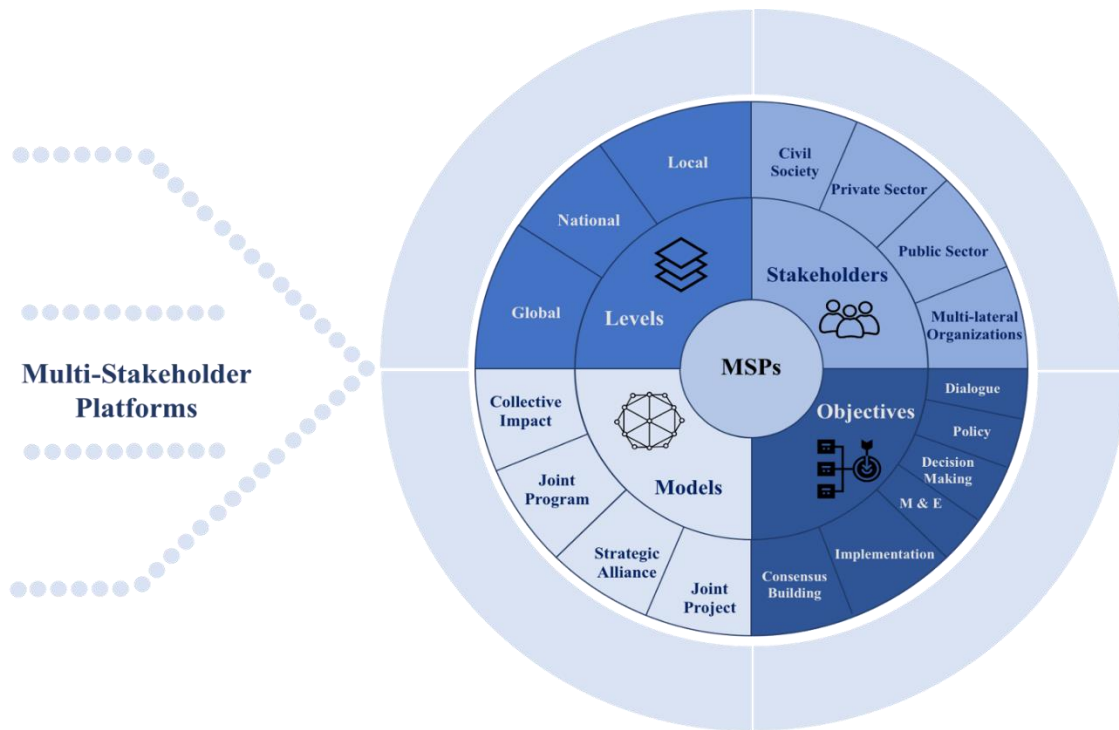 Multi-Stakeholder
Platforms
MSPs
Levels
Global
National
Local
Stakeholders
Civil
Society
Private Sector
Public Sector
Multi-lateral
Organizations
Objectives
Dialogue
Policy
Decision
Making
M & E
Implementation
Consensus
Building
Models
Joint
Project
Strategic
Alliance
Joint
Program
Collective
Impact